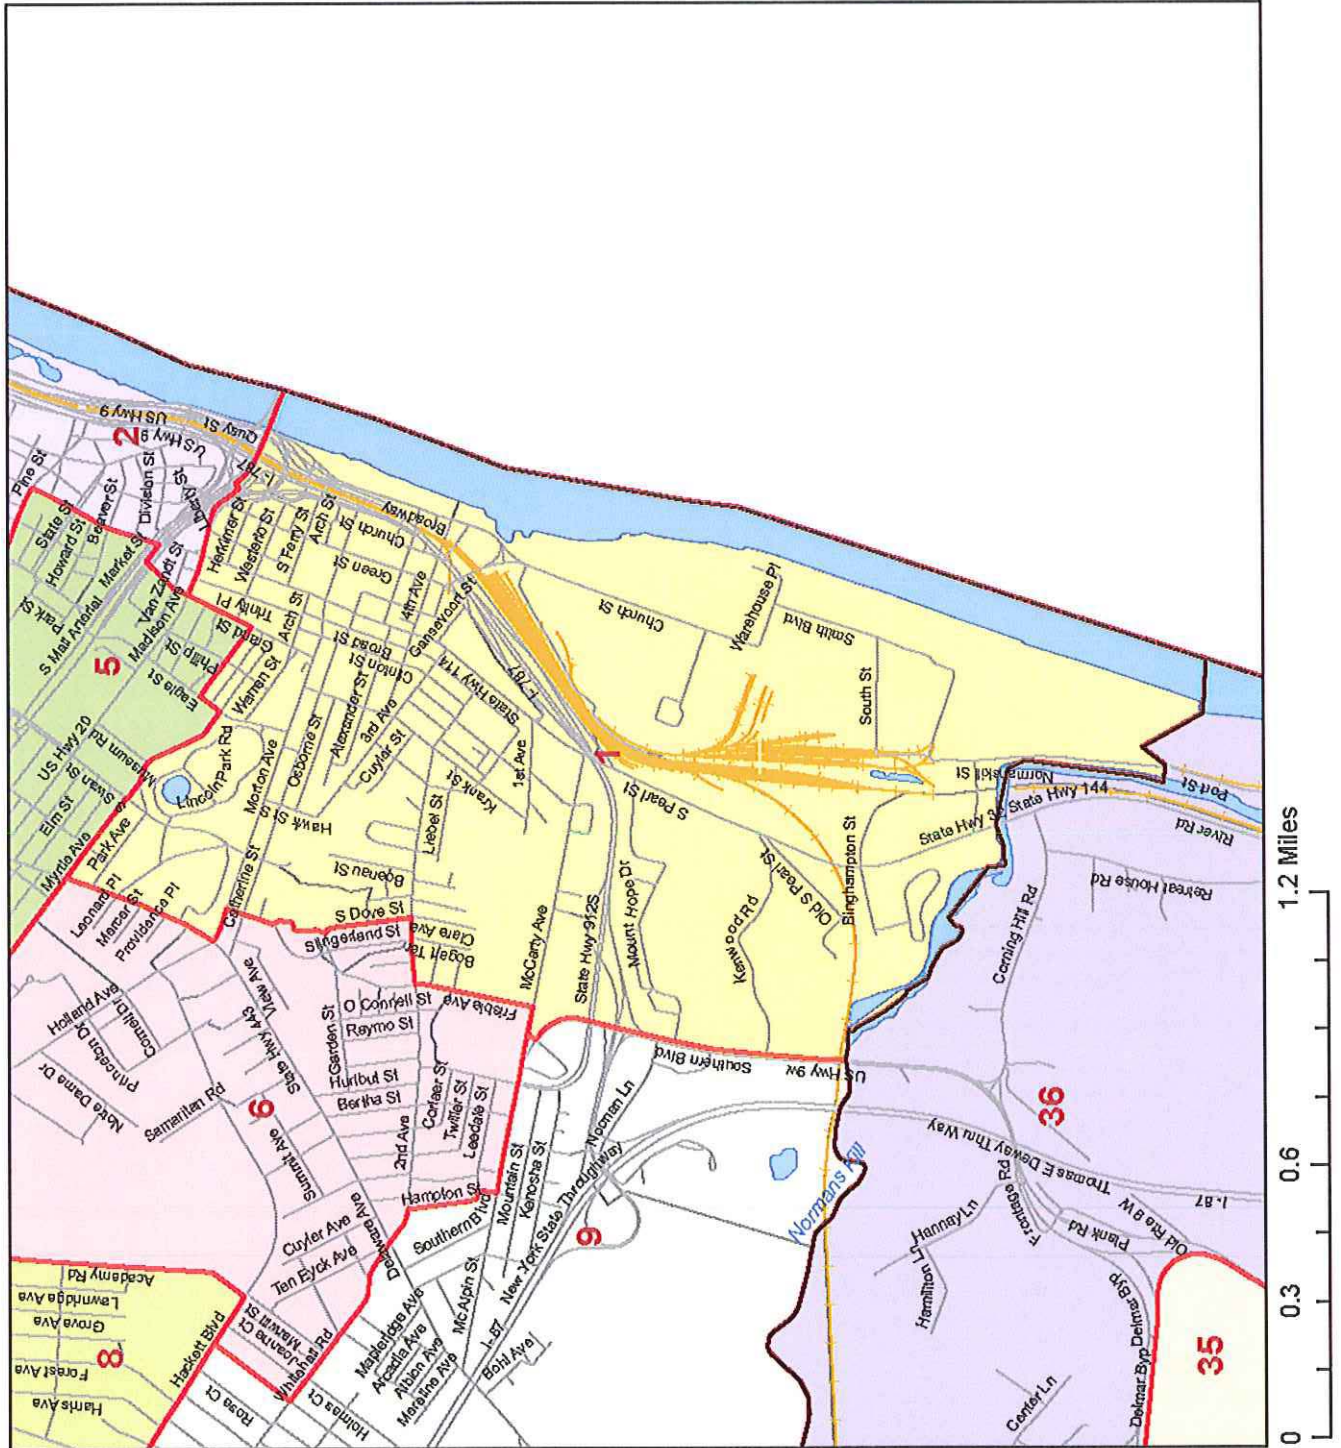 Pine St
US Hwy 9
2
US Hwy 9
Quay St
State St
Howard St
Beaver St
Division St
Liberty St
Park St
S Mall Arterial
Market St
Van Zandt St
Madison Ave
5
Philip St
Eagle St
Grand St
Trinity Pl
Herkimer St
Westerlo St
S Ferry St
Arch St
I-787
Church St
Broadway
Green St
4th Ave
Gansevoort St
Arch St
Broad St
Clinton St
Alexander St
3rd Ave
Cuyler St
State Hwy 114
I-787
Warren St
US Hwy 20
Museum Rd
Swan St
Elm St
Myrtle Ave
Park Ave
Lincoln Park Rd
Morton Ave
Osborne St
Hawk St S
Krank St
1st Ave
Liebel St
Bogenau St
Leonard Pl
Mercer St
Providence Pl
Catherine St
S Dove St
Slingerland St
Clare Ave
Bogart Ter
McCarty Ave
State Hwy 912S
Mount Hope Dr
S Pearl St
1
Church St
Warehouse Pl
Smith Blvd
South St
Kenwood Rd
Old S Pearl St
Binghampton St
Normanskill St
State Hwy 32
State Hwy 144
Port St
River Rd
Retreat House Rd
Corning Hill Rd
Holland Ave
Princeton Dr
Cornell Dr
Notre Dame Dr
Samaritan Rd
State Hwy 443
View Ave
6
Summit Ave
Garden St
O Connell St
Raymo St
Hurlbut St
Bertha St
Frisbie Ave
2nd Ave
Corlaer St
Twiller St
Leedale St
Hampton St
Delaware Ave
Cuyler Ave
Ten Eyck Ave
Southern Blvd
Mountain St
Kenosha St
Noonan Ln
New York State Throughway
9
Southern Blvd
US Hwy 9w
Normans Kill
Thomas E Dewey Thru Way
36
I-87
Frontage Rd
Plank Rd
Old Rte 9 W
Hannay Ln
Hamilton Ln
Delmar Byp
Delmar Byp
Center Ln
35
Academy Rd
Lawnridge Ave
Grove Ave
Forest Ave
Harris Ave
8
Hackett Blvd
Marwill St
Joanne Ct
Whitehall Rd
Rose Ct
Holmes Ct
Mapleridge Ave
Arcadia Ave
Albion Ave
Mereline Ave
McAlpin St
I-87
Bohl Ave
0 0.3 0.6 1.2 Miles